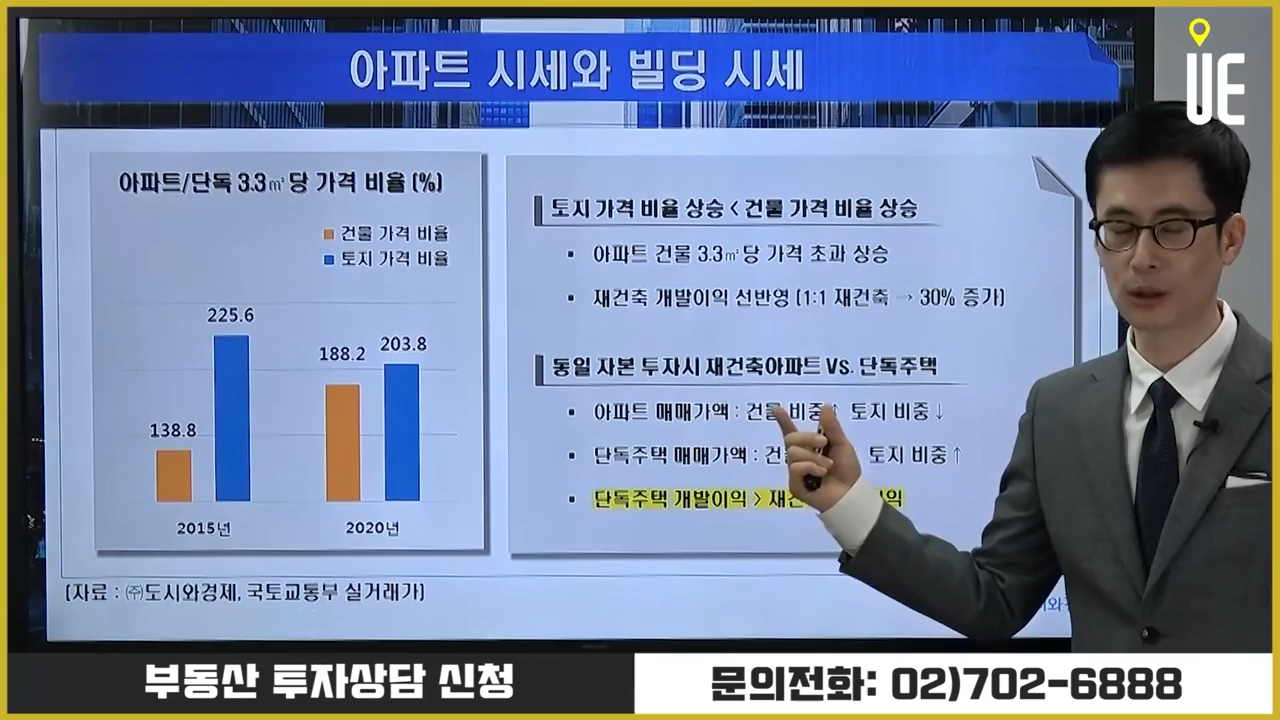 아파트 시세와 빌딩 시세
UE
아파트/단독 3.3㎡당 가격 비율 (%)
건물 가격 비율
토지 가격 비율
225.6
188.2
203.8
138.8
2015년
2020년
토지 가격 비율 상승 < 건물 가격 비율 상승
▪ 아파트 건물 3.3㎡당 가격 초과 상승
▪ 재건축 개발이익 선반영 (1:1 재건축 → 30% 증가)
동일 자본 투자시 재건축아파트 Vs. 단독주택
▪ 아파트 매매가액 : 건물 비중↑ 토지 비중↓
▪ 단독주택 매매가액 : 토지 비중↑
▪ 단독주택 개발이익 >
(자료 : ㈜도시와경제, 국토교통부 실거래가)
부동산 투자상담 신청
문의전화: 02)702-6888